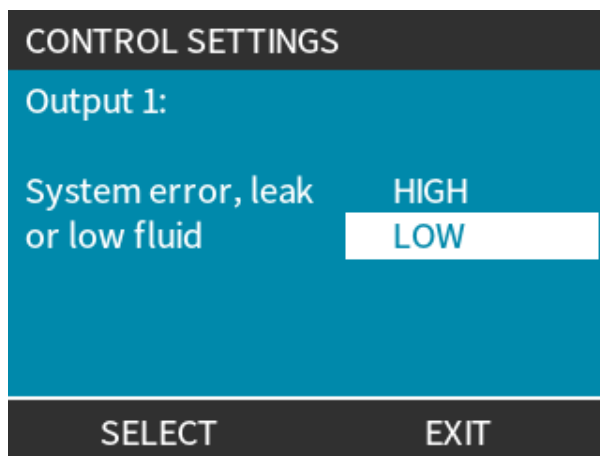 CONTROL SETTINGS
Output 1:
System error, leak HIGH
or low fluid LOW
SELECT EXIT